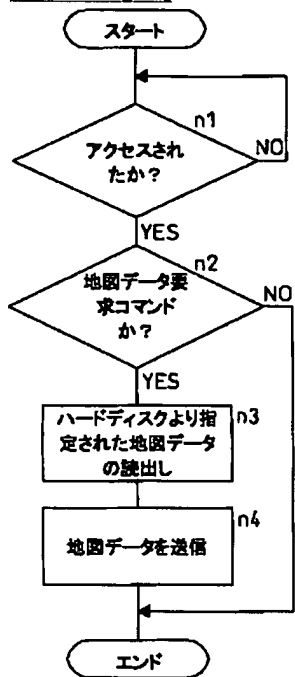 スタート
n1
アクセスされ
たか？
NO
YES
n2
地図データ要
求コマンド
か？
NO
YES
n3
ハードディスクより指
定された地図データ
の読出し
n4
地図データを送信
エンド